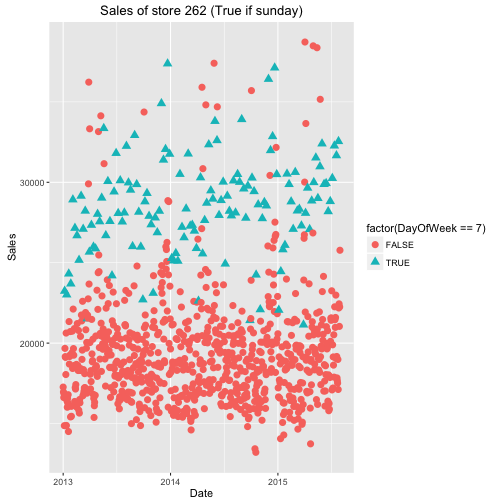 Sales of store 262 (True if sunday)
Sales
30000
20000
2013
2014
2015
Date
factor(DayOfWeek == 7)
FALSE
TRUE